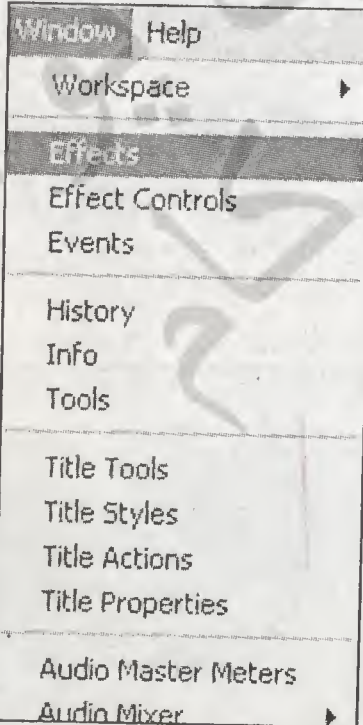 Window Help
Workspace
Effects
Effect Controls
Events
History
Info
Tools
Title Tools
Title Styles
Title Actions
Title Properties
Audio Master Meters
Audio Mixer